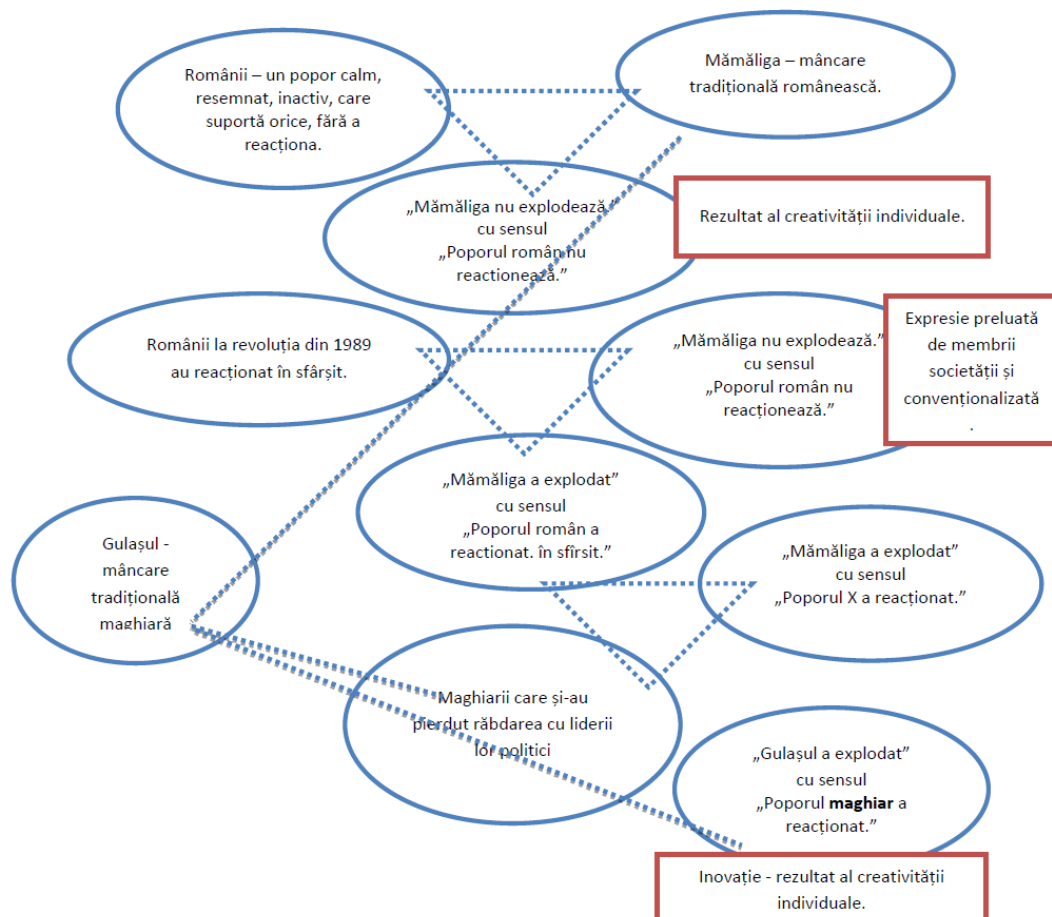 Românii – un popor calm,
resemnat, inactiv, care
suportă orice, fără a
reacționa.
Mămăliga – mâncare
tradițională românească.
„Mămăliga nu explodează.”
cu sensul
„Poporul român nu
reactionează.”
Rezultat al creativității individuale.
Românii la revoluția din 1989
au reacționat în sfârșit.
„Mămăliga nu explodează.”
cu sensul
„Poporul român nu
reacționează.”
Expresie preluată
de membrii
societății și
convenționalizată
.
„Mămăliga a explodat”
cu sensul
„Poporul român a
reactionat. în sfîrsit.”
Gulașul -
mâncare
tradițională
maghiară
„Mămăliga a explodat”
cu sensul
„Poporul X a reacționat.”
Maghiarii care și-au
pierdut răbdarea cu liderii
lor politici
„Gulașul a explodat”
cu sensul
„Poporul maghiar a
reacționat.”
Inovație - rezultat al creativității
individuale.